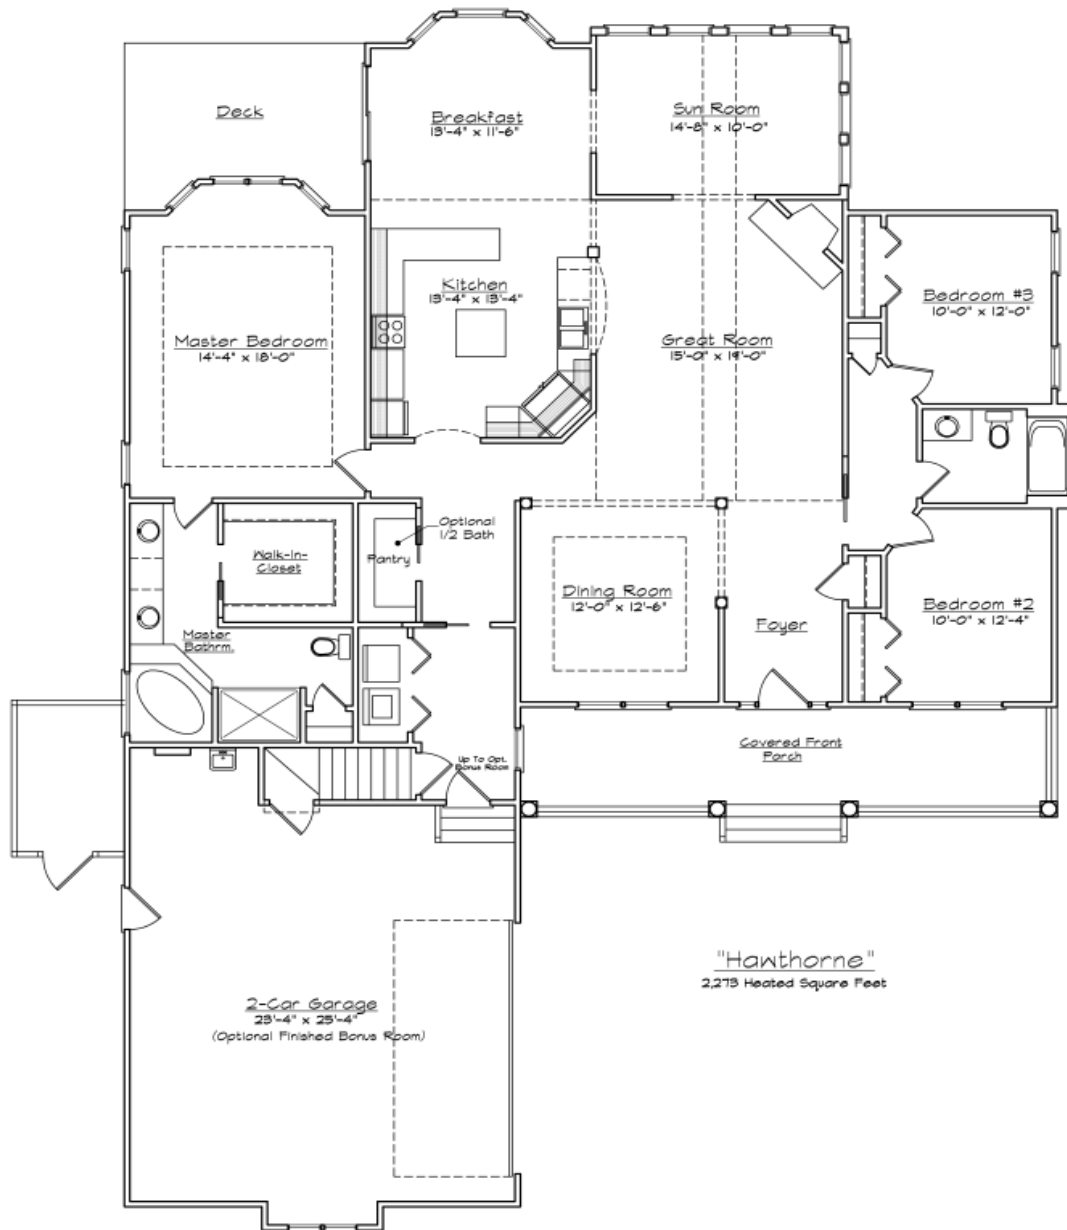 Deck
Breakfast
13'-4" x 11'-6"
Sun Room
14'-8" x 10'-0"
Kitchen
13'-4" x 13'-4"
Bedroom #3
10'-0" x 12'-0"
Master Bedroom
14'-4" x 18'-0"
Great Room
15'-0" x 19'-0"
Optional
1/2 Bath
Walk-In-
Closet
Pantry
Dining Room
12'-0" x 12'-6"
Bedroom #2
10'-0" x 12'-4"
Foyer
Master
Bathrm.
Covered Front
Porch
Up To Opt.
Bonus Room
"Hawthorne"
2,273 Heated Square Feet
2-Car Garage
23'-4" x 25'-4"
(Optional Finished Bonus Room)